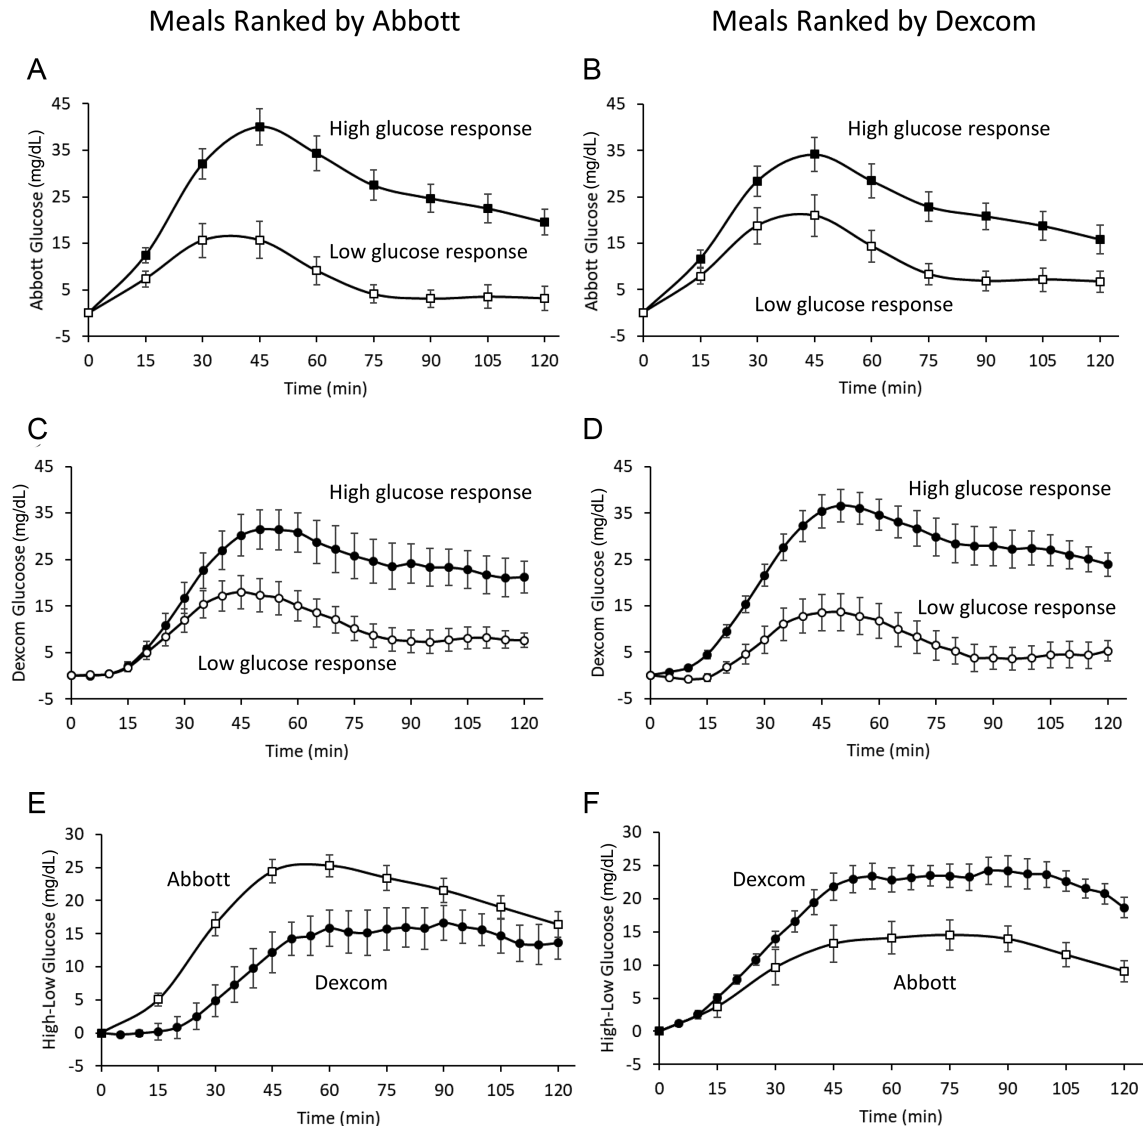 Meals Ranked by Abbott
Meals Ranked by Dexcom
A
Abbott Glucose (mg/dL)
45
35
25
15
5
-5
High glucose response
Low glucose response
0 15 30 45 60 75 90 105 120
Time (min)
B
Abbott Glucose (mg/dL)
45
35
25
15
5
-5
High glucose response
Low glucose response
0 15 30 45 60 75 90 105 120
Time (min)
C
Dexcom Glucoose (mg/dL)
45
35
25
15
5
-5
High glucose response
Low glucose response
0 15 30 45 60 75 90 105 120
Time (min)
D
Dexcom Glucoose (mg/dL)
45
35
25
15
5
-5
High glucose response
Low glucose response
0 15 30 45 60 75 90 105 120
Time (min)
E
High-Low Glucoose (mg/dL)
30
25
20
15
10
5
0
-5
Abbott
Dexcom
0 15 30 45 60 75 90 105 120
Time (min)
F
High-Low Glucoose (mg/dL)
30
25
20
15
10
5
0
-5
Dexcom
Abbott
0 15 30 45 60 75 90 105 120
Time (min)